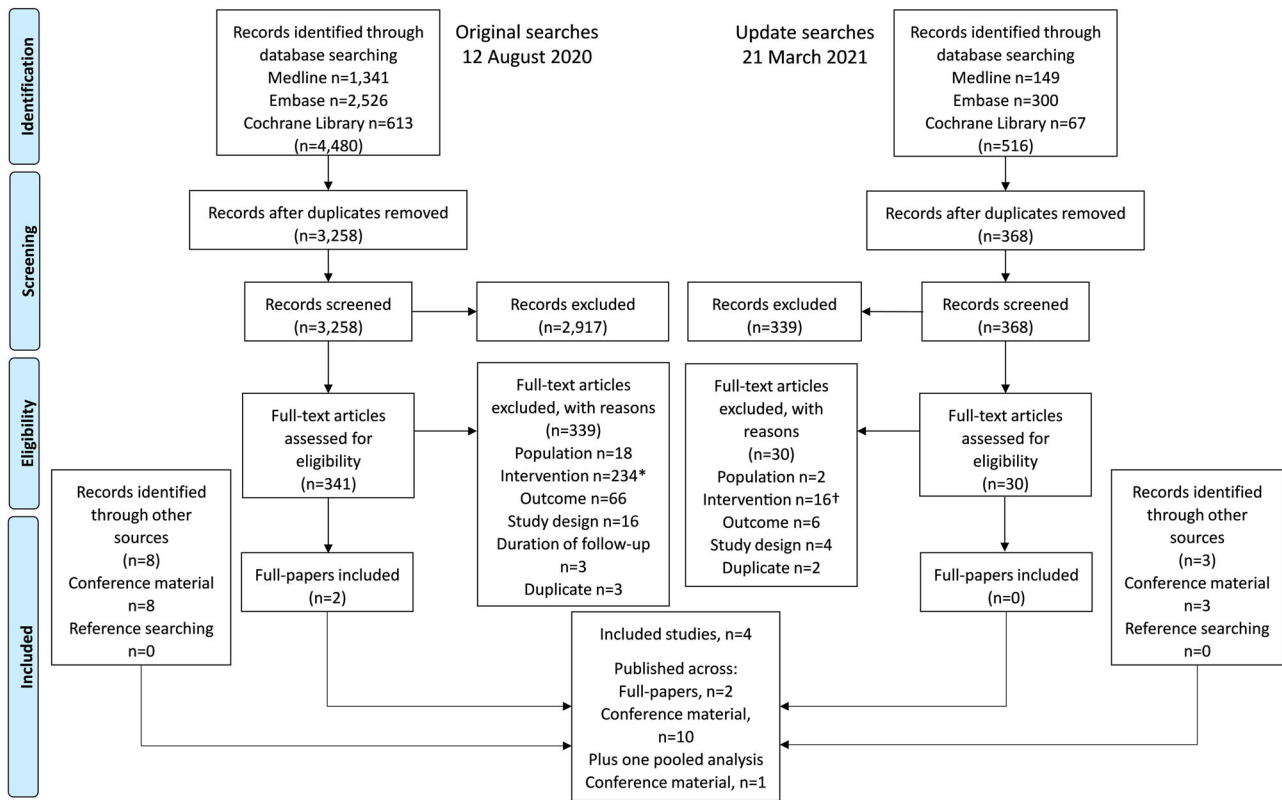 Identification
Screening
Eligibility
Included
Original searches
12 August 2020
Records identified through
database searching
Medline n=1,341
Embase n=2,526
Cochrane Library n=613
(n=4,480)
Records after duplicates removed
(n=3,258)
Records screened
(n=3,258)
Records excluded
(n=2,917)
Full-text articles
assessed for
eligibility
(n=341)
Full-text articles
excluded, with reasons
(n=339)
Population n=18
Intervention n=234*
Outcome n=66
Study design n=16
Duration of follow-up
n=3
Duplicate n=3
Records identified
through other
sources
(n=8)
Conference material
n=8
Reference searching
n=0
Full-papers included
(n=2)
Update searches
21 March 2021
Records identified through
database searching
Medline n=149
Embase n=300
Cochrane Library n=67
(n=516)
Records after duplicates removed
(n=368)
Records excluded
(n=339)
Records screened
(n=368)
Full-text articles
excluded, with
reasons
(n=30)
Population n=2
Intervention n=16†
Outcome n=6
Study design n=4
Duplicate n=2
Full-text articles
assessed for
eligibility
(n=30)
Full-papers included
(n=0)
Records identified
through other
sources
(n=3)
Conference material
n=3
Reference searching
n=0
Included studies, n=4
Published across:
Full-papers, n=2
Conference material,
n=10
Plus one pooled analysis
Conference material, n=1